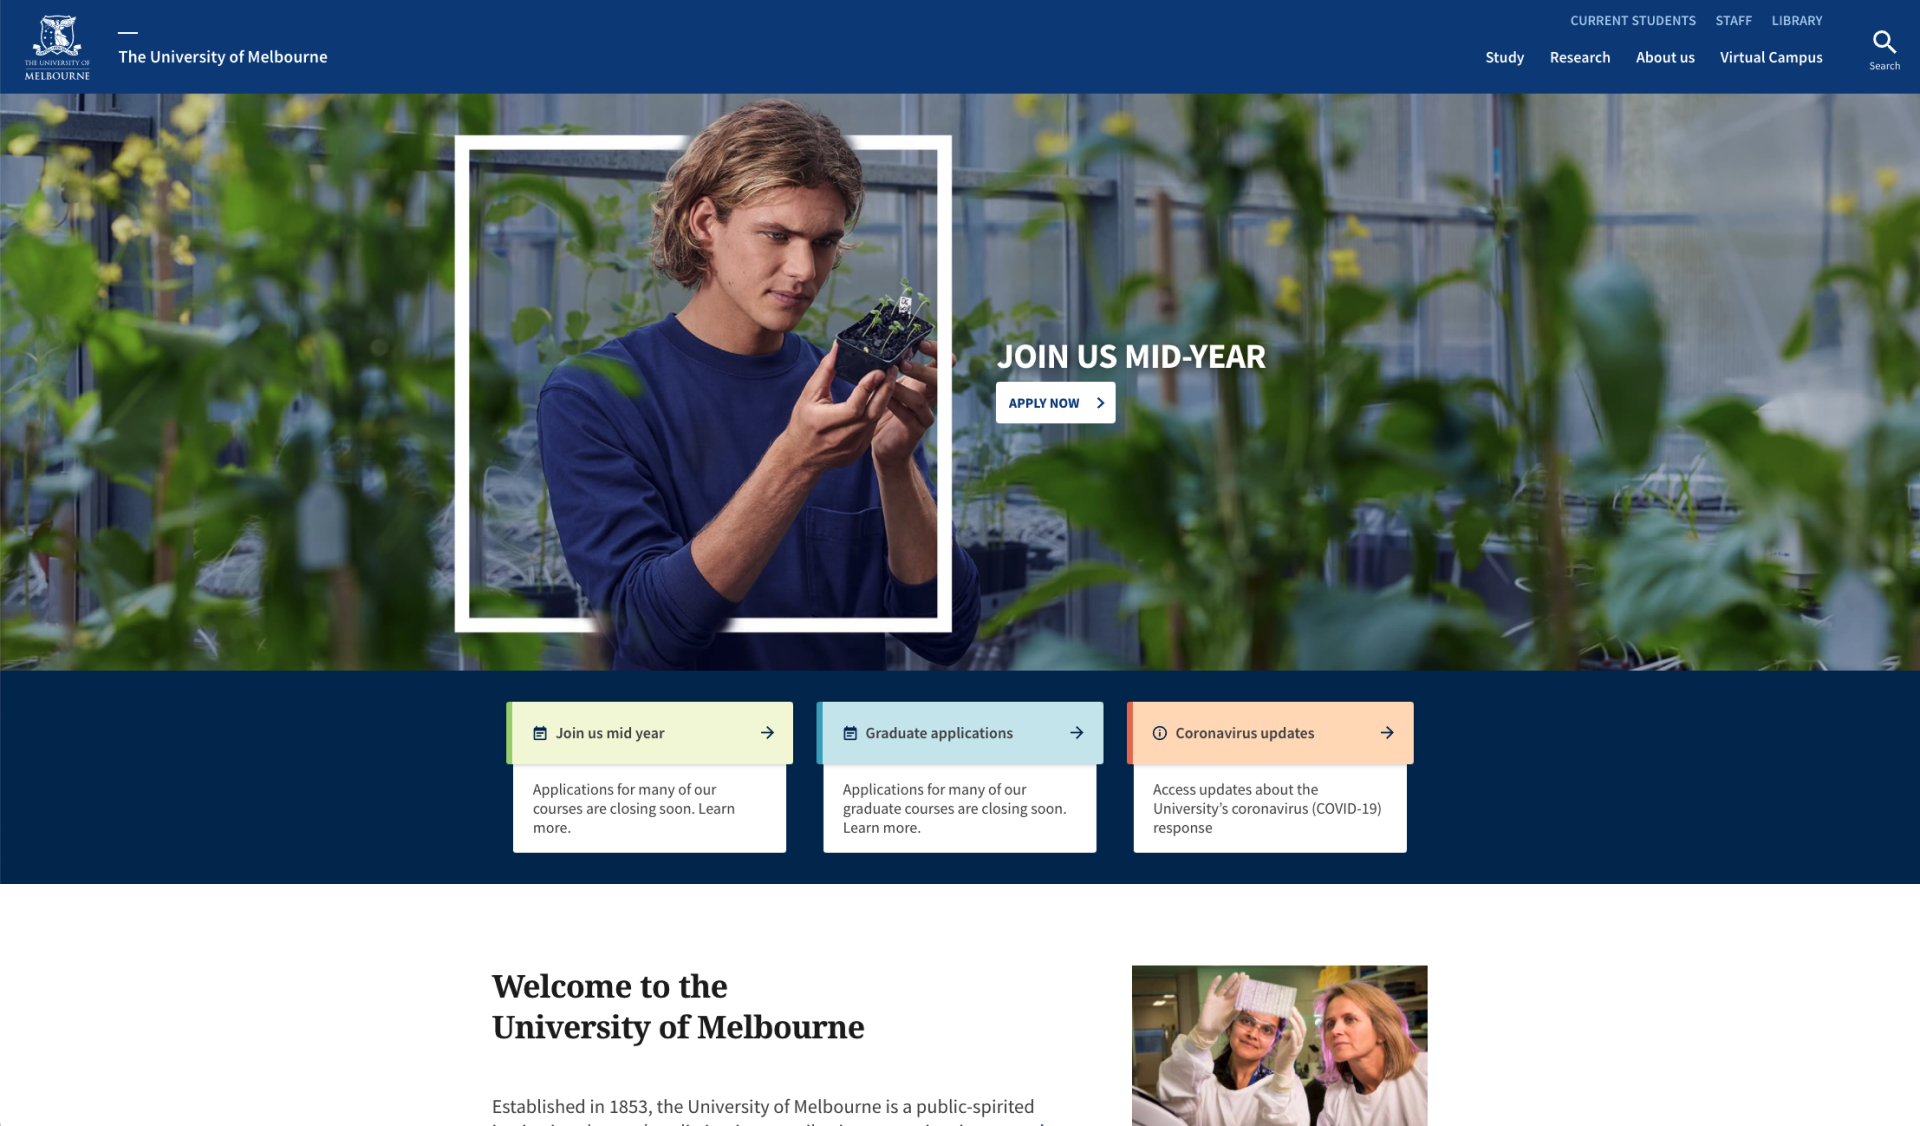 THE UNIVERSITY OF
MELBOURNE
The University of Melbourne
CURRENT STUDENTS STAFF LIBRARY
Study Research About us Virtual Campus
Search
JOIN US MID-YEAR
APPLY NOW
Join us mid year
Applications for many of our
courses are closing soon. Learn
more.
Graduate applications
Applications for many of our
graduate courses are closing soon.
Learn more.
Coronavirus updates
Access updates about the
University’s coronavirus (COVID-19)
response
Welcome to the
University of Melbourne
Established in 1853, the University of Melbourne is a public-spirited